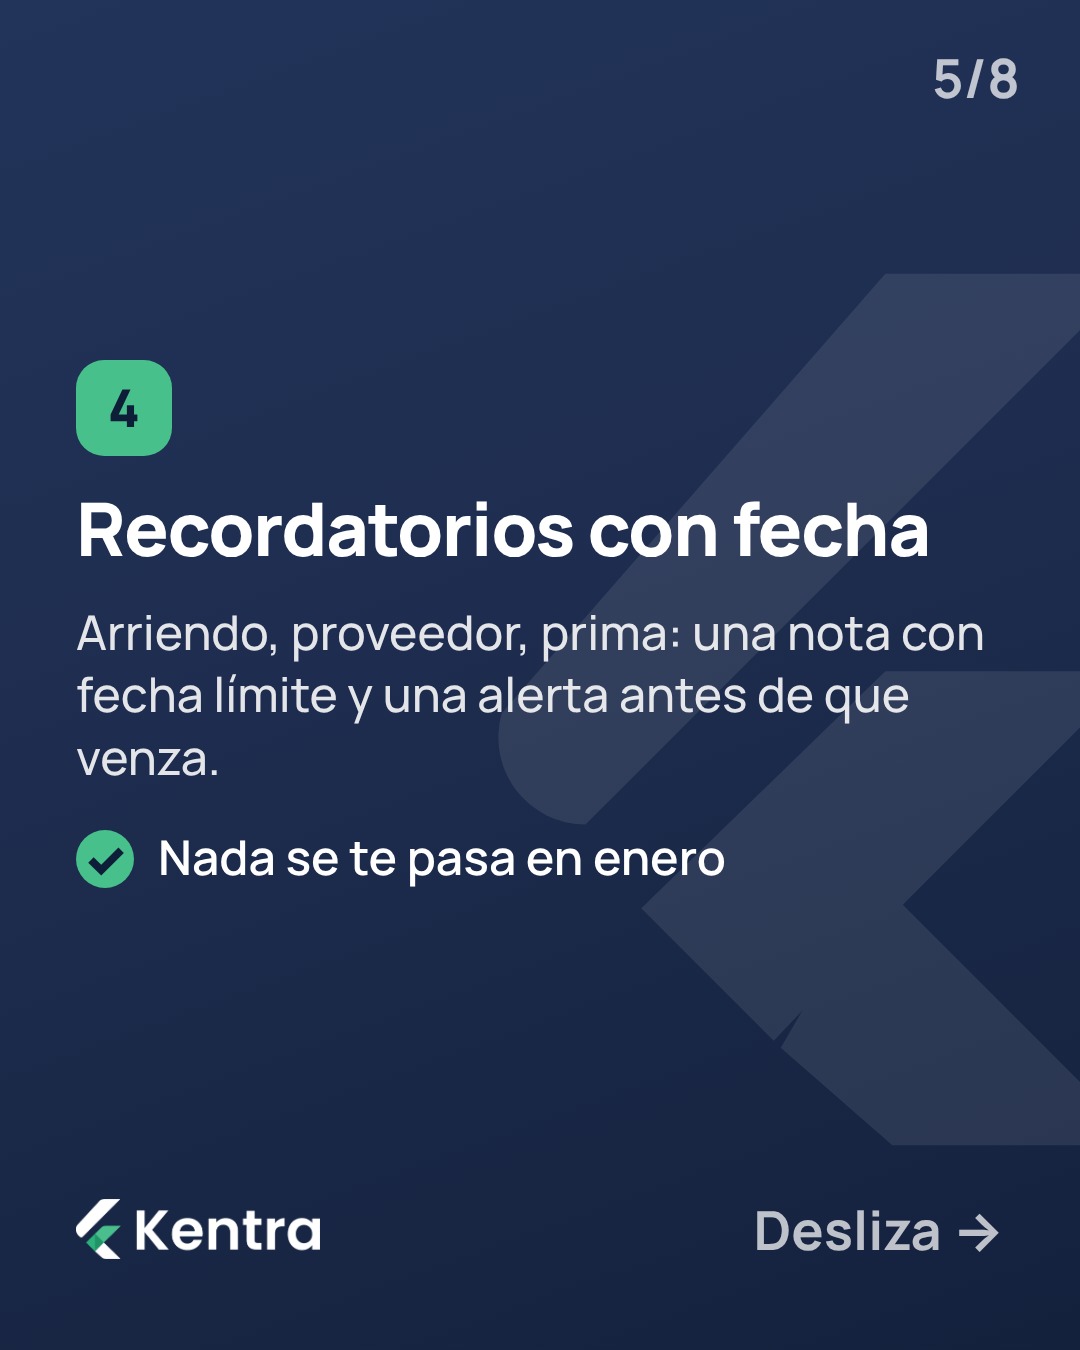 5/8
4
Recordatorios con fecha
Arriendo, proveedor, prima: una nota con
fecha límite y una alerta antes de que
venza.
Nada se te pasa en enero
Kentra
Desliza →